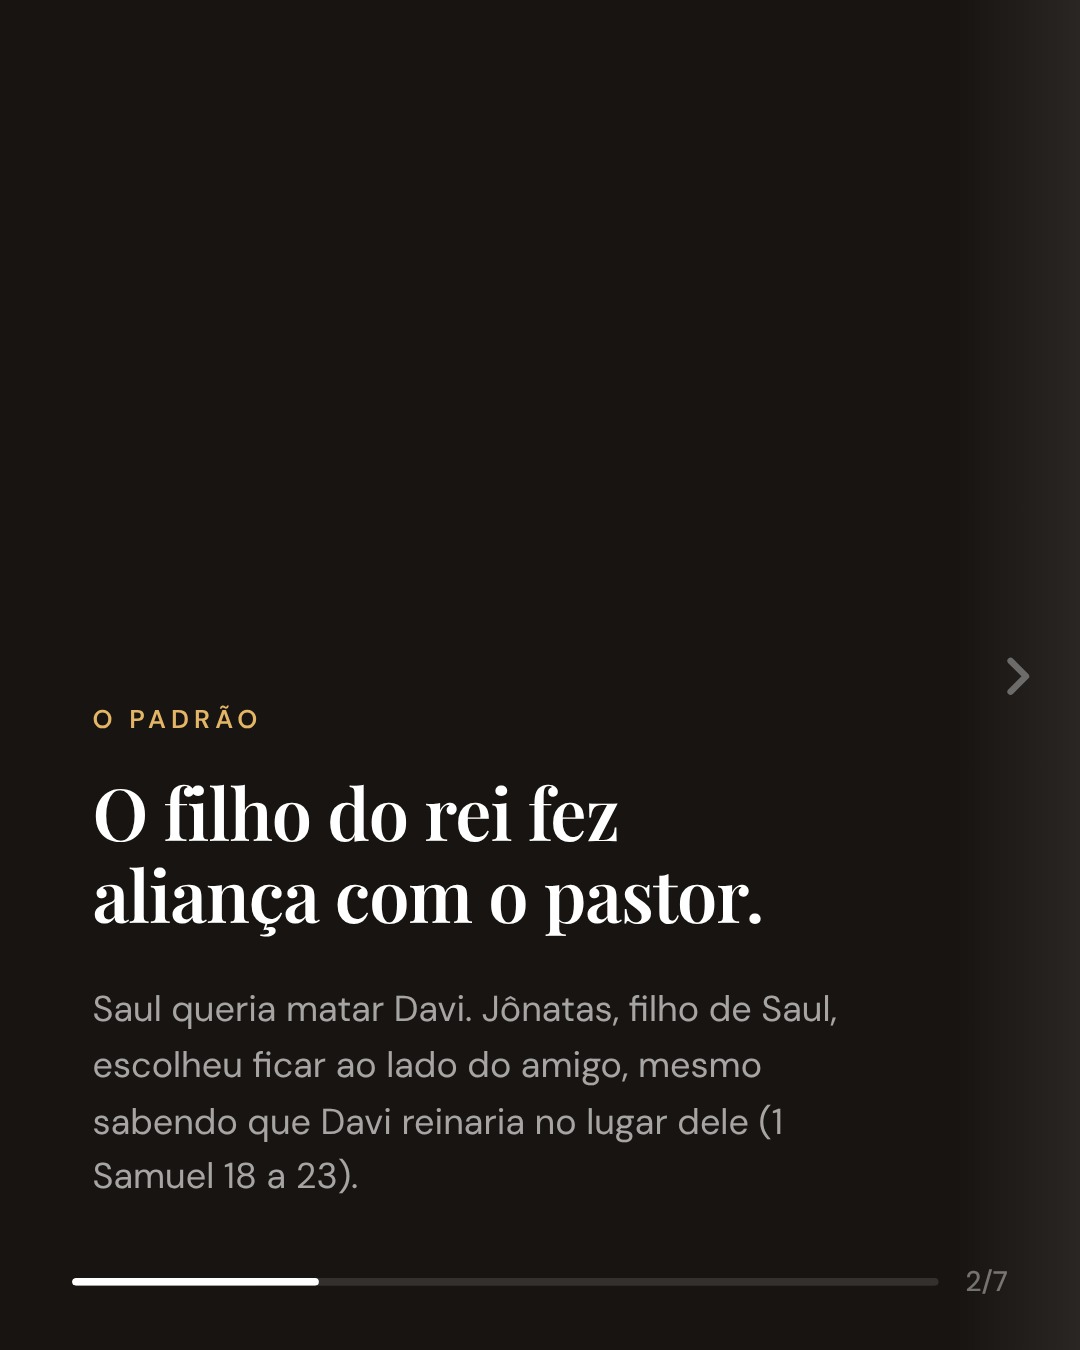 O PADRÃO
O filho do rei fez
aliança com o pastor.
Saul queria matar Davi. Jônatas, filho de Saul,
escolheu ficar ao lado do amigo, mesmo
sabendo que Davi reinaria no lugar dele (1
Samuel 18 a 23).
2/7